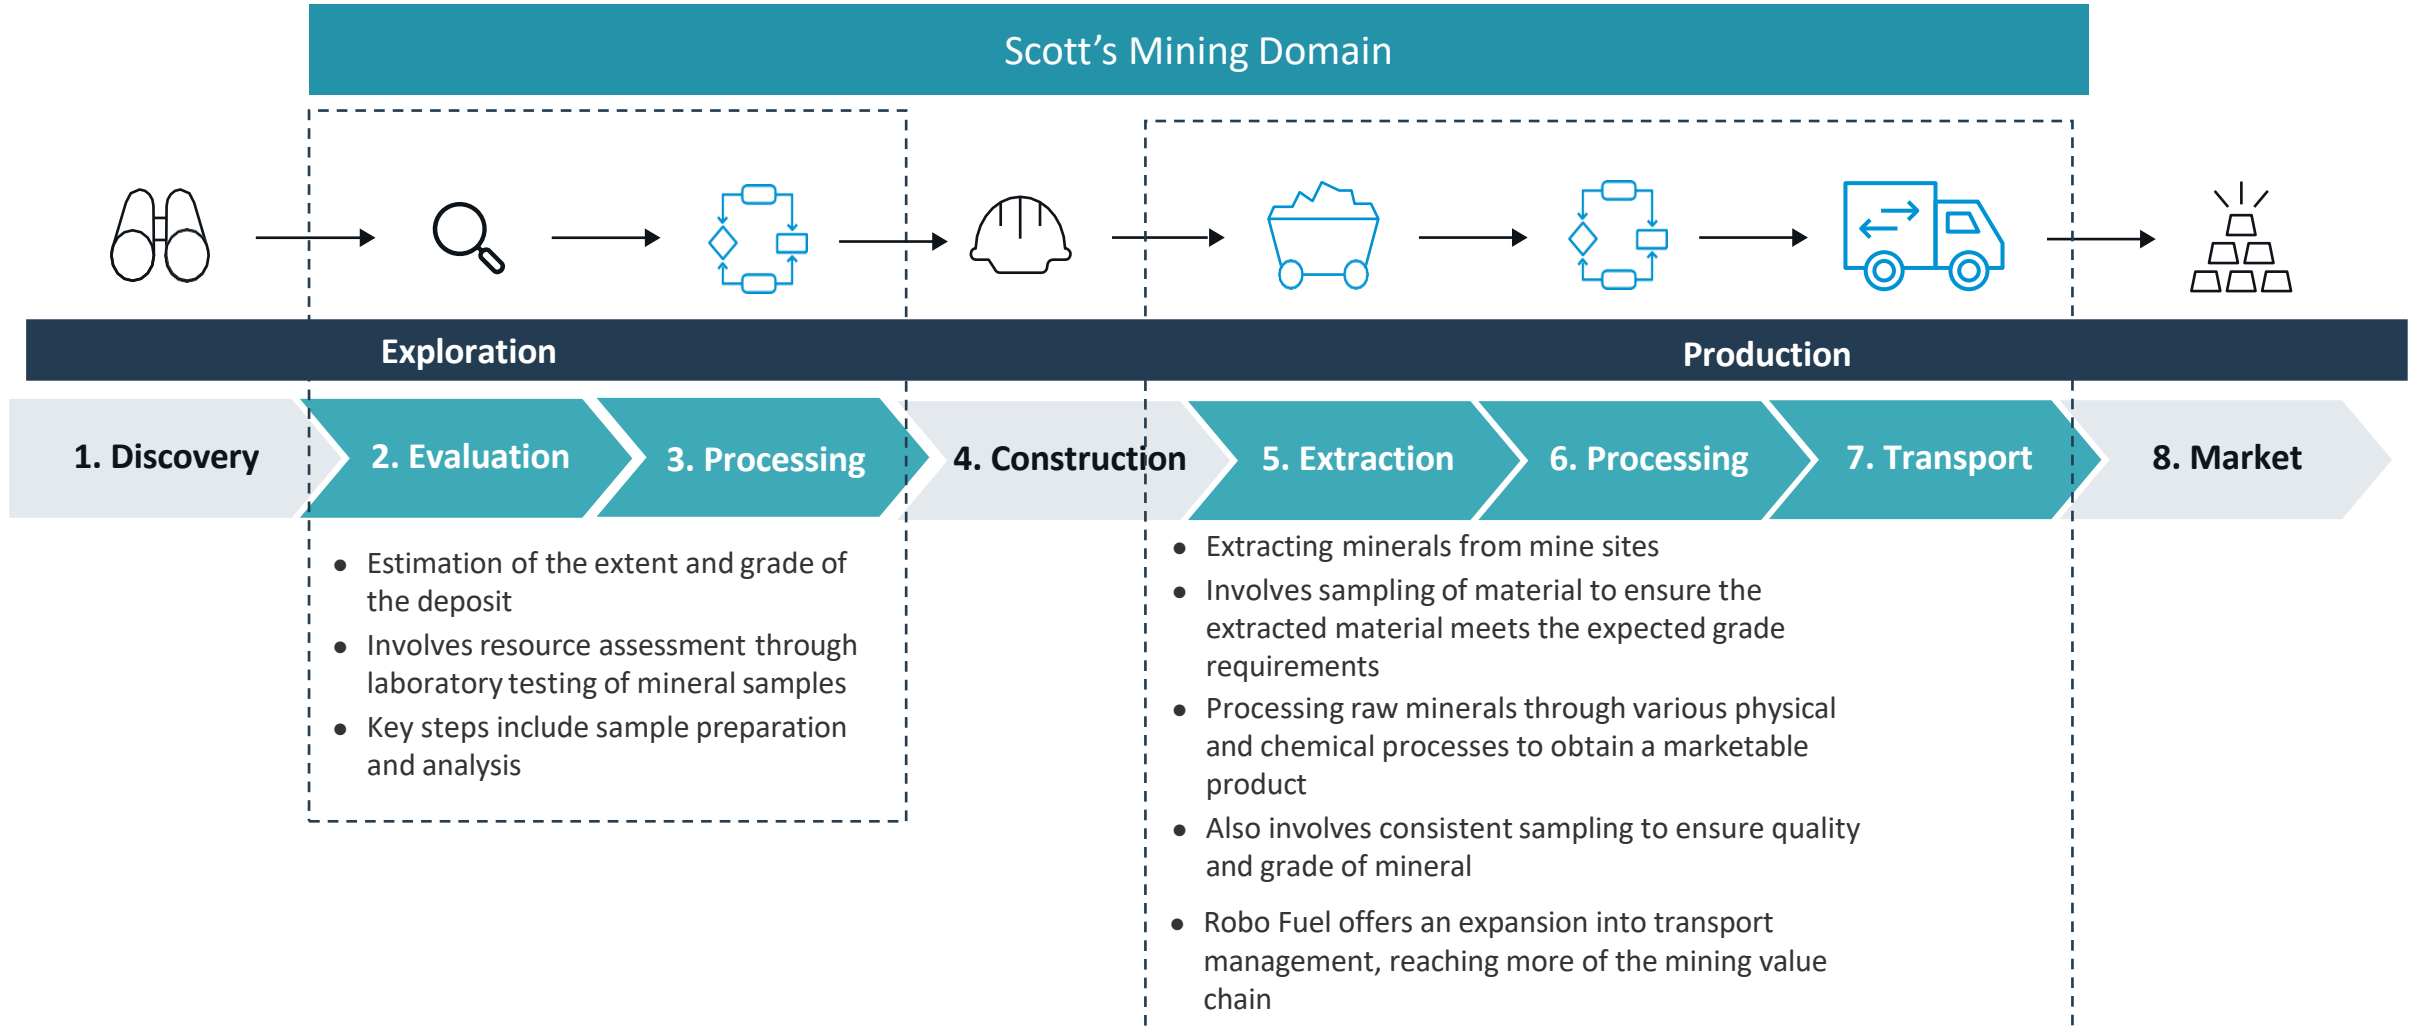 Scott’s Mining Domain
Exploration
Production
1. Discovery
2. Evaluation
3. Processing
4. Construction
5. Extraction
6. Processing
7. Transport
8. Market
● Estimation of the extent and grade of
the deposit
● Involves resource assessment through
laboratory testing of mineral samples
● Key steps include sample preparation
and analysis
● Extracting minerals from mine sites
● Involves sampling of material to ensure the
extracted material meets the expected grade
requirements
● Processing raw minerals through various physical
and chemical processes to obtain a marketable
product
● Also involves consistent sampling to ensure quality
and grade of mineral
● Robo Fuel offers an expansion into transport
management, reaching more of the mining value
chain